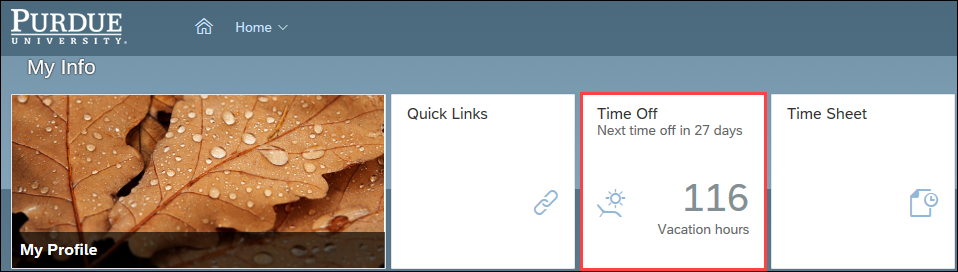 PURDUE
UNIVERSITY®
Home
My Info
My Profile
Quick Links
Time Off
Next time off in 27 days
116
Vacation hours
Time Sheet